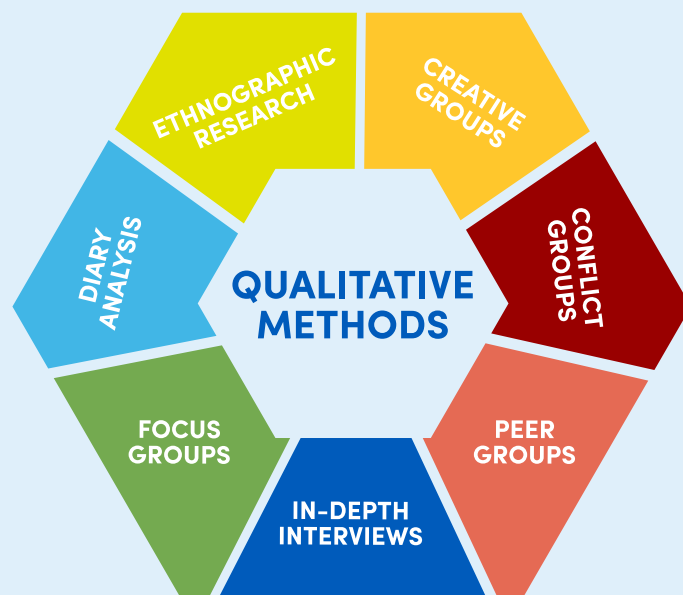 ETHNOGRAPHIC
RESEARCH
CREATIVE
GROUPS
DIARY
ANALYSIS
CONFLICT
GROUPS
QUALITATIVE
METHODS
FOCUS
GROUPS
PEER
GROUPS
IN-DEPTH
INTERVIEWS